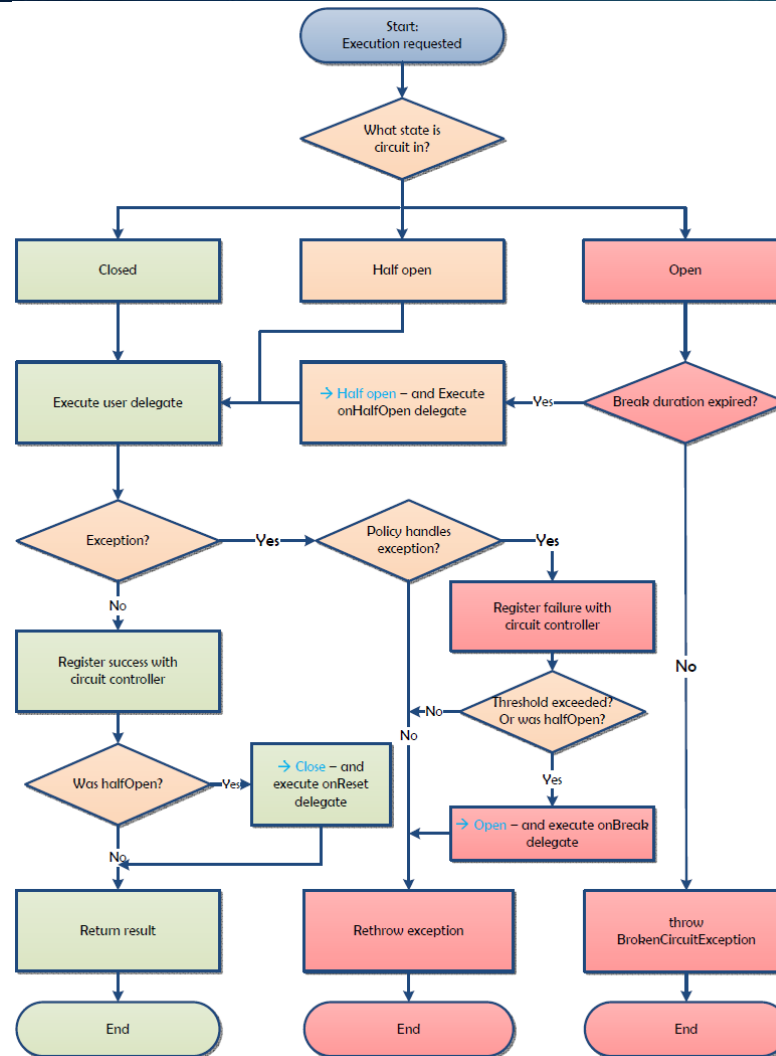 Start:
Execution requested
What state is
circuit in?
Closed
Half open
Open
Execute user delegate
→ Half open – and Execute
onHalfOpen delegate
Yes
Break duration expired?
Exception?
Yes
Policy handles
exception?
Yes
No
Register failure with
circuit controller
Register success with
circuit controller
No
Threshold exceeded?
Or was halfOpen?
No
No
Was halfOpen?
Yes
→ Close – and
execute onReset
delegate
Yes
→ Open – and execute onBreak
delegate
No
Return result
Rethrow exception
throw
BrokenCircuitException
End
End
End